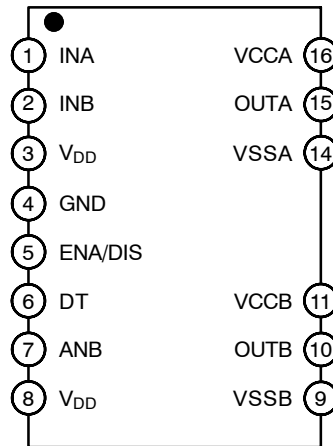 1 INA VCCA 16
2 INB OUTA 15
3 VDD VSSA 14
4 GND
5 ENA/DIS
6 DT VCCB 11
7 ANB OUTB 10
8 VDD VSSB 9